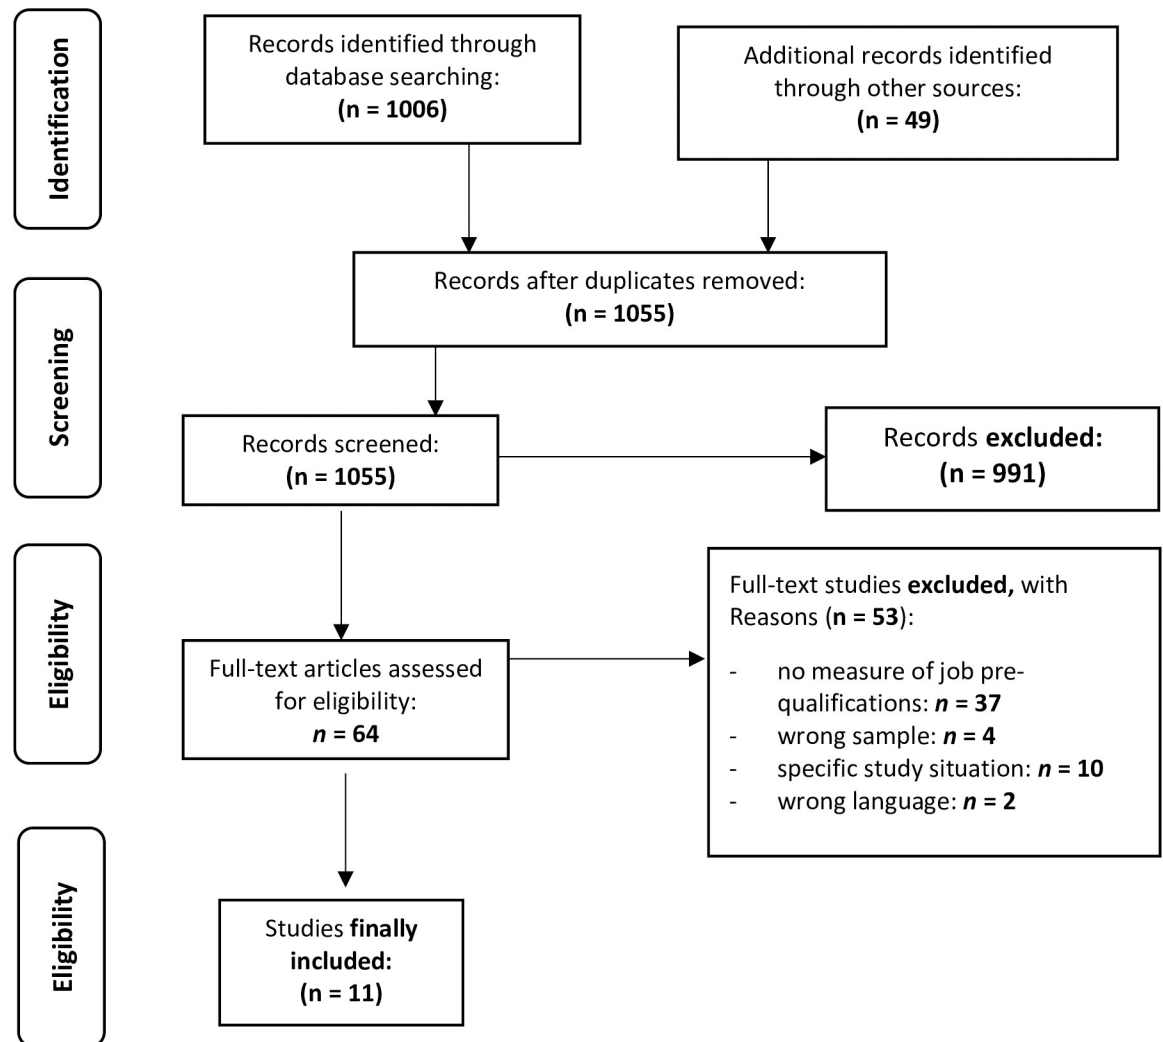 Identification
Records identified through
database searching:
(n = 1006)
Additional records identified
through other sources:
(n = 49)
Records after duplicates removed:
(n = 1055)
Screening
Records screened:
(n = 1055)
Records excluded:
(n = 991)
Eligibility
Full-text articles assessed
for eligibility:
n = 64
Full-text studies excluded, with
Reasons (n = 53):
- no measure of job pre-
qualifications: n = 37
- wrong sample: n = 4
- specific study situation: n = 10
- wrong language: n = 2
Eligibility
Studies finally
included:
(n = 11)